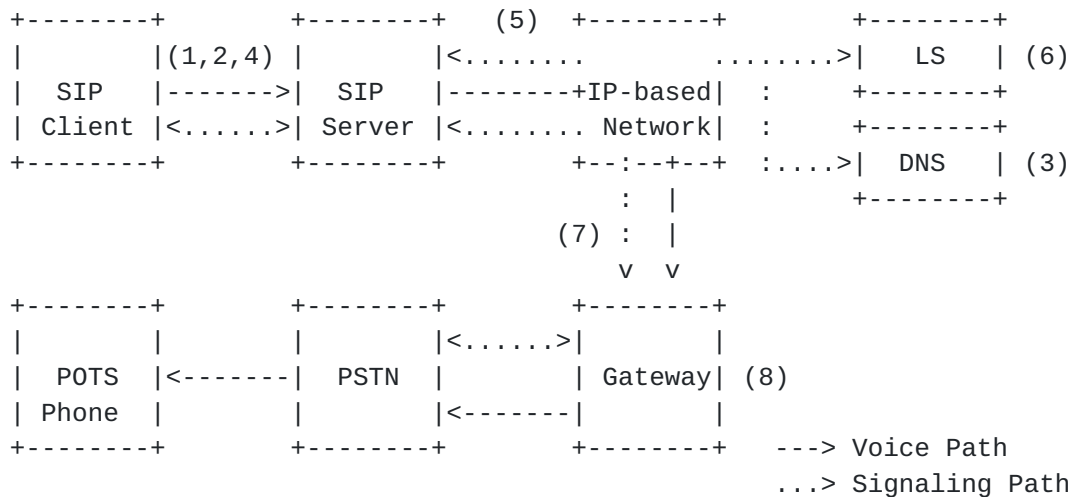 +--------+         +--------+   (5)  +--------+         +--------+
|        |(1,2,4)  |        |<........         ........>|   LS   | (6)
|  SIP   |-------->|  SIP   |--------+IP-based|  :      +--------+
| Client |<.......>| Server |<........ Network|  :      +--------+
+--------+         +--------+        +--:--+--+  :.....>|  DNS   | (3)
                                        :  |            +--------+
                                    (7) :  |
                                        v  v
+--------+         +--------+        +--------+
|        |         |        |<......>|        |
|  POTS  |<--------|  PSTN  |        | Gateway| (8)
| Phone  |         |        |<-------|        |
+--------+         +--------+        +--------+   ---> Voice Path
                                                  ...> Signaling Path